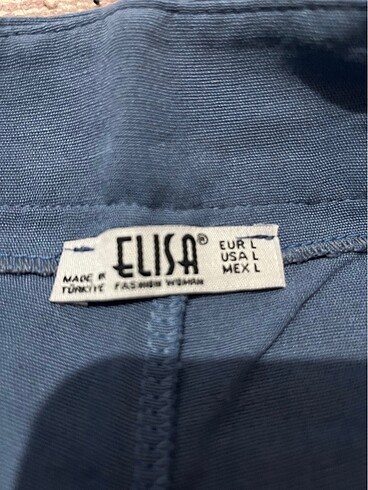 ELISA®
FASHION WOMAN
MADE IN
TÜRKİYE
EUR L
USA L
MEX L